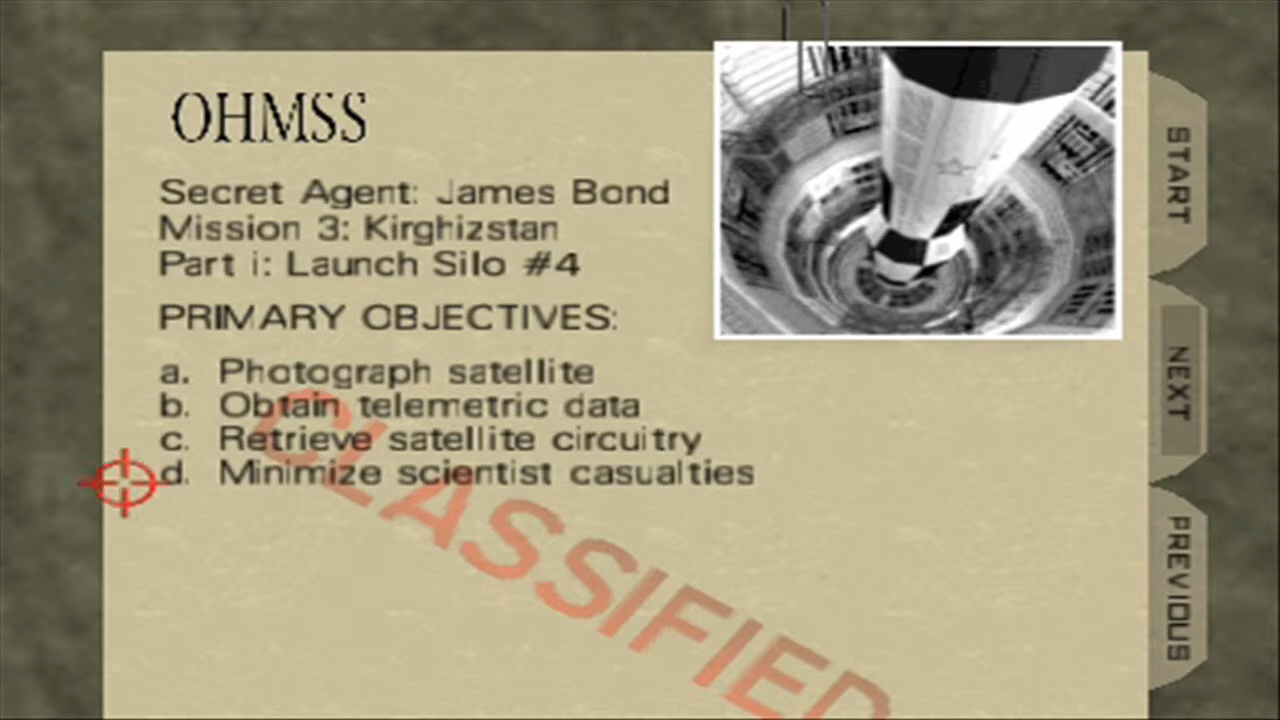 OHMSS
Secret Agent: James Bond
Mission 3: Kirghizstan
Part i: Launch Silo #4
PRIMARY OBJECTIVES:
a. Photograph satellite
b. Obtain telemetric data
c. Retrieve satellite circuitry
d. Minimize scientist casualties
CLASSIFIED
START
NEXT
PREVIOUS